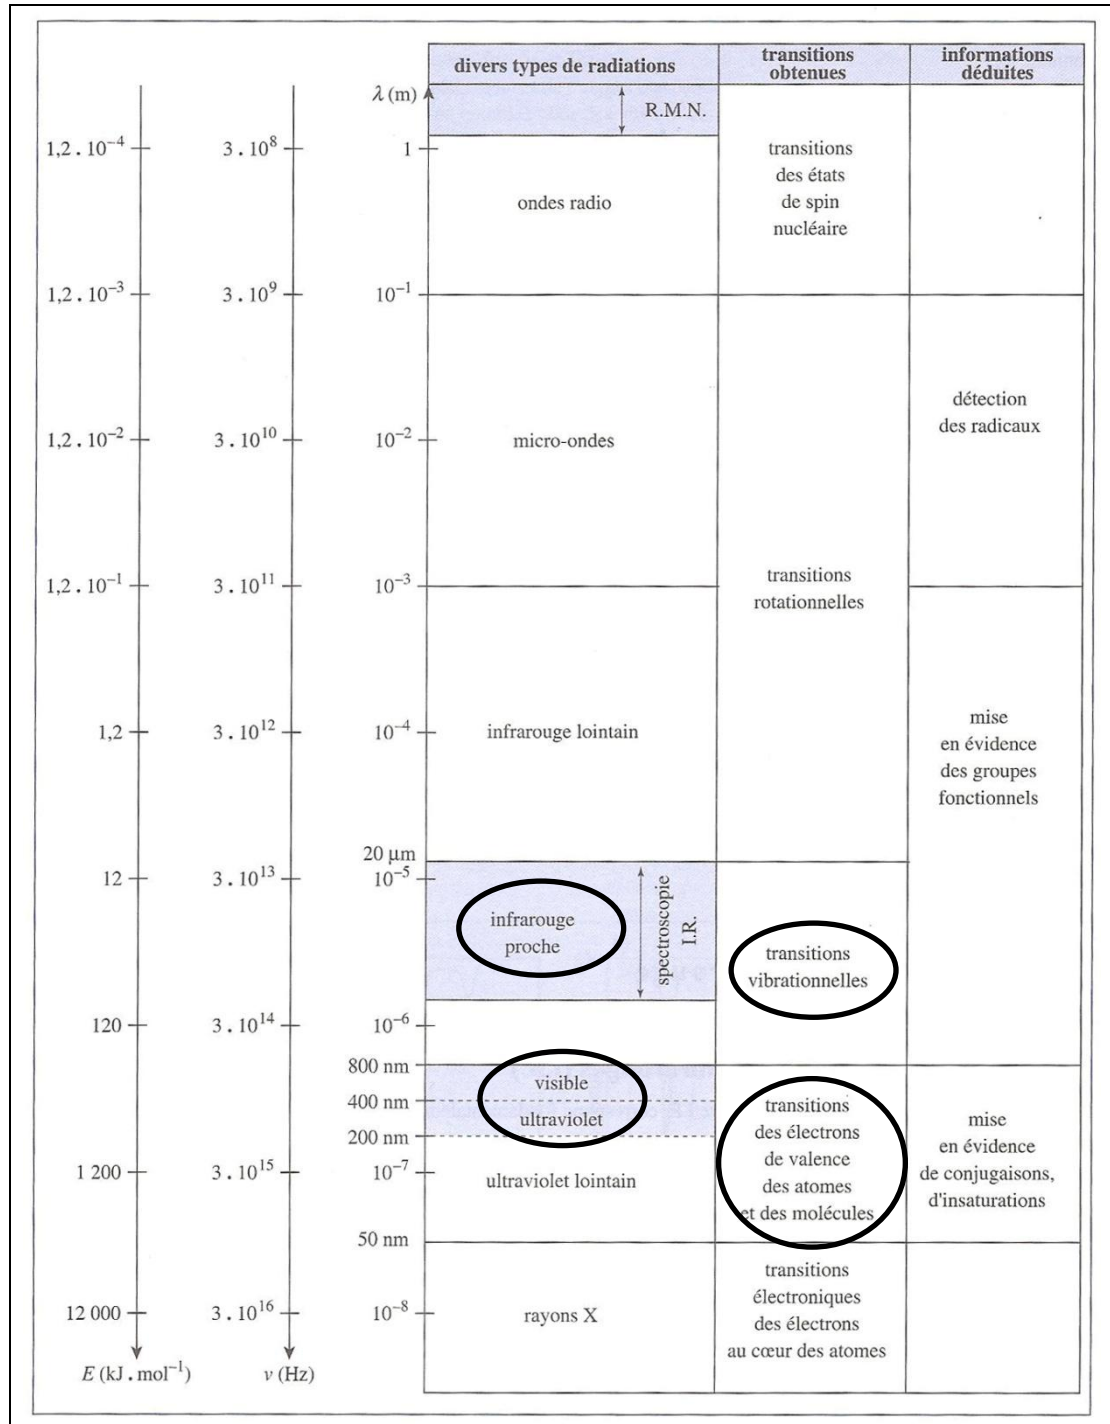 divers types de radiations
transitions
obtenues
informations
déduites
λ (m)
R.M.N.
1,2 . 10⁻⁴
3 . 10⁸
1
transitions
des états
de spin
nucléaire
ondes radio
1,2 . 10⁻³
3 . 10⁹
10⁻¹
détection
des radicaux
1,2 . 10⁻²
3 . 10¹⁰
10⁻²
micro-ondes
1,2 . 10⁻¹
3 . 10¹¹
10⁻³
transitions
rotationnelles
1,2
3 . 10¹²
10⁻⁴
infrarouge lointain
mise
en évidence
des groupes
fonctionnels
20 µm
12
3 . 10¹³
10⁻⁵
infrarouge
proche
spectroscopie
I.R.
transitions
vibrationnelles
120
3 . 10¹⁴
10⁻⁶
800 nm
visible
400 nm
ultraviolet
200 nm
transitions
des électrons
de valence
des atomes
et des molécules
mise
en évidence
de conjugaisons,
d'insaturations
1 200
3 . 10¹⁵
10⁻⁷
ultraviolet lointain
50 nm
12 000
3 . 10¹⁶
10⁻⁸
rayons X
transitions
électroniques
des électrons
au cœur des atomes
E (kJ . mol⁻¹)
ν (Hz)